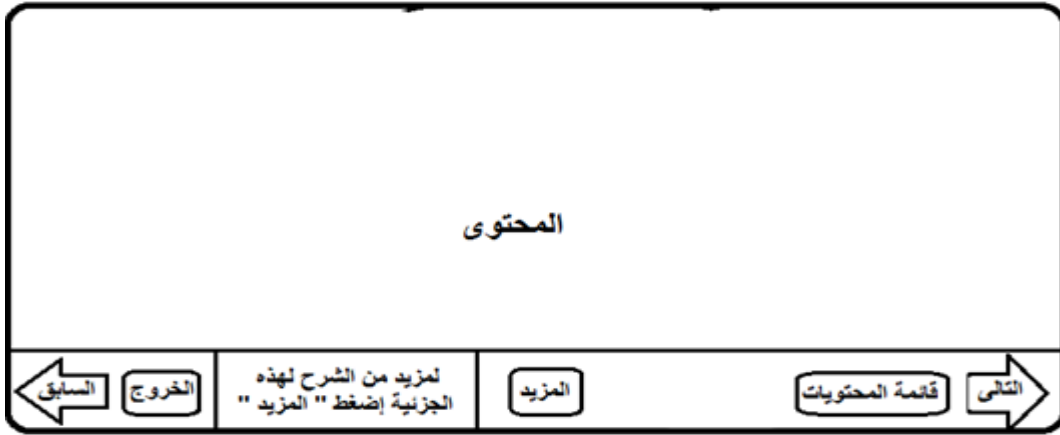 المحتوى
التالى
قائمة المحتويات
المزيد
لمزيد من الشرح لهذه
الجزئية إضغط " المزيد "
الخروج
السابق